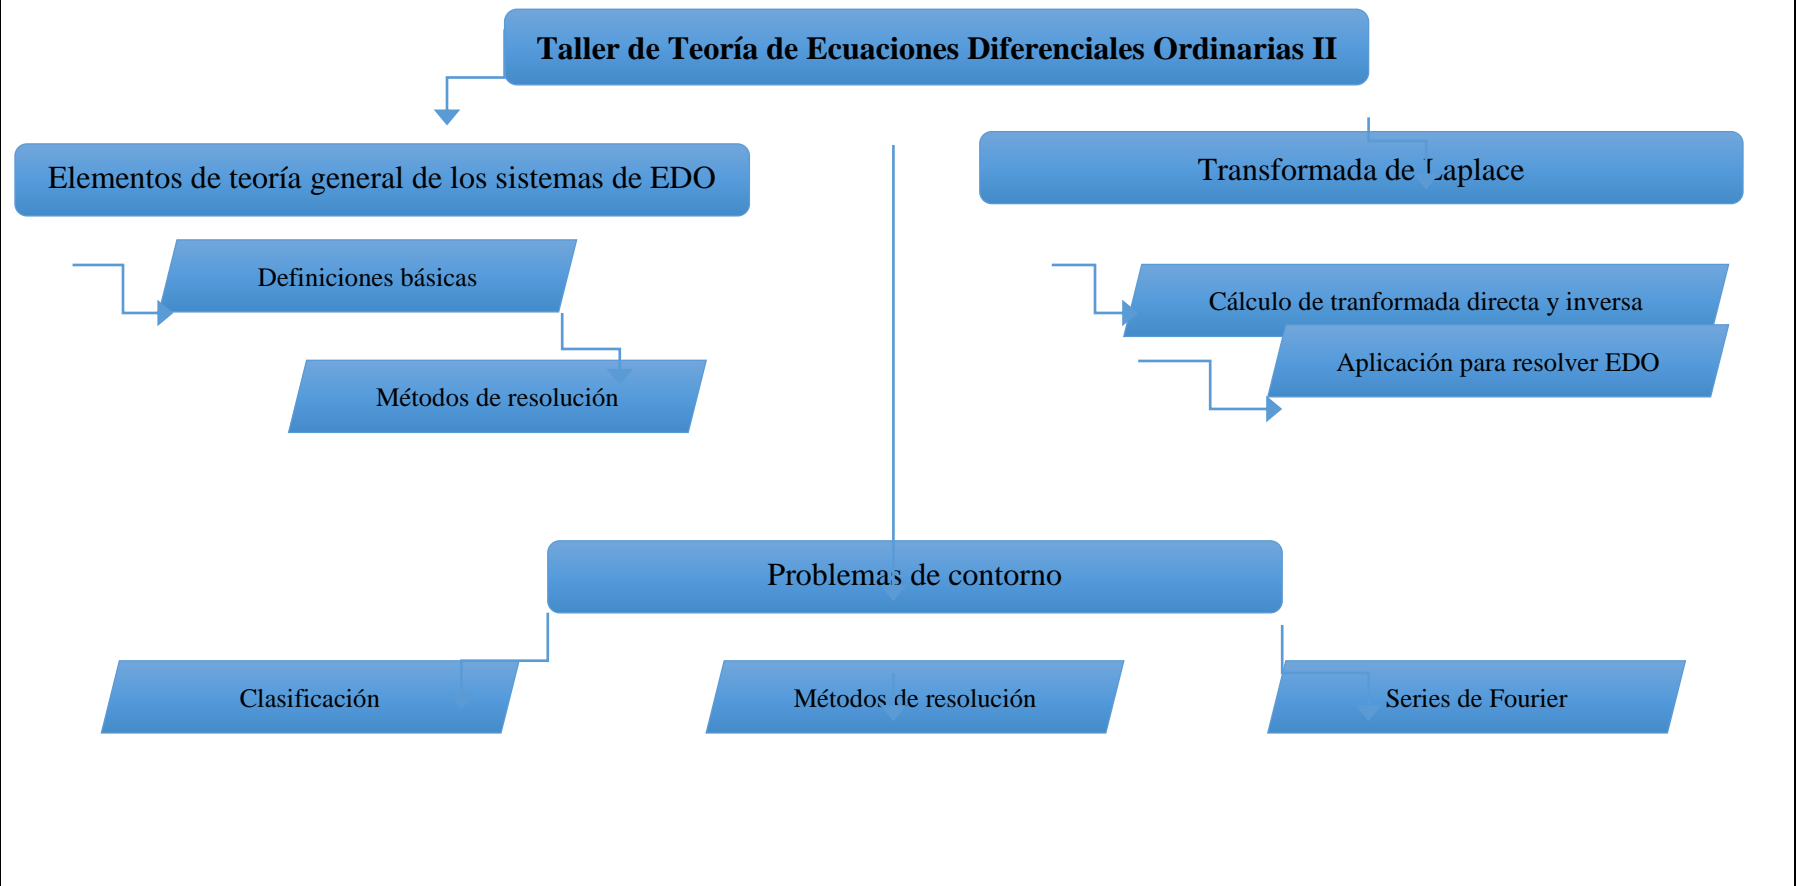 Taller de Teoría de Ecuaciones Diferenciales Ordinarias II
Elementos de teoría general de los sistemas de EDO
Transformada de Laplace
Definiciones básicas
Métodos de resolución
Cálculo de tranformada directa y inversa
Aplicación para resolver EDO
Problemas de contorno
Clasificación
Métodos de resolución
Series de Fourier